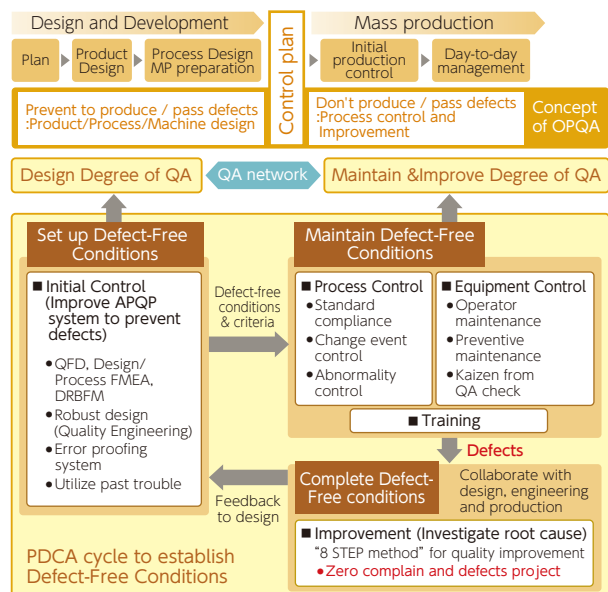 Design and Development
Mass production
Plan
Product
Design
Process Design
MP preparation
Control plan
Initial
production
control
Day-to-day
management
Prevent to produce / pass defects
:Product/Process/Machine design
Don't produce / pass defects
:Process control and
Improvement
Concept
of OPQA
Design Degree of QA
QA network
Maintain &Improve Degree of QA
Set up Defect-Free
Conditions
■ Initial Control
(Improve APQP
system to prevent
defects)
●QFD, Design/
Process FMEA,
DRBFM
●Robust design
(Quality Engineering)
●Error proofing
system
●Utilize past trouble
Defect-free
conditions
& criteria
Maintain Defect-Free
Conditions
■ Process Control
●Standard
compliance
●Change event
control
●Abnormality
control
■ Equipment Control
●Operator
maintenance
●Preventive
maintenance
●Kaizen from
QA check
■ Training
Defects
Complete Defect-
Free conditions
Collaborate with
design, engineering
and production
Feedback
to design
■ Improvement (Investigate root cause)
“8 STEP method” for quality improvement
●Zero complain and defects project
PDCA cycle to establish
Defect-Free Conditions